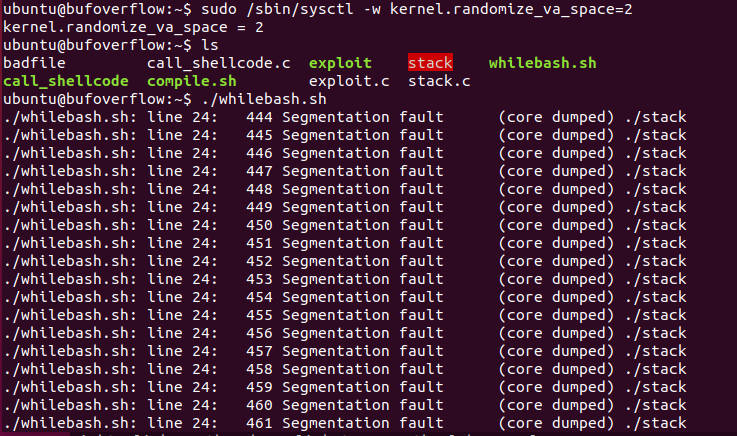 ubuntu@bufoverflow:~$ sudo /sbin/sysctl -w kernel.randomize_va_space=2
kernel.randomize_va_space = 2
ubuntu@bufoverflow:~$ ls
badfile call_shellcode.c exploit stack whilebash.sh
call_shellcode compile.sh exploit.c stack.c
ubuntu@bufoverflow:~$ ./whilebash.sh
./whilebash.sh: line 24: 444 Segmentation fault (core dumped) ./stack
./whilebash.sh: line 24: 445 Segmentation fault (core dumped) ./stack
./whilebash.sh: line 24: 446 Segmentation fault (core dumped) ./stack
./whilebash.sh: line 24: 447 Segmentation fault (core dumped) ./stack
./whilebash.sh: line 24: 448 Segmentation fault (core dumped) ./stack
./whilebash.sh: line 24: 449 Segmentation fault (core dumped) ./stack
./whilebash.sh: line 24: 450 Segmentation fault (core dumped) ./stack
./whilebash.sh: line 24: 451 Segmentation fault (core dumped) ./stack
./whilebash.sh: line 24: 452 Segmentation fault (core dumped) ./stack
./whilebash.sh: line 24: 453 Segmentation fault (core dumped) ./stack
./whilebash.sh: line 24: 454 Segmentation fault (core dumped) ./stack
./whilebash.sh: line 24: 455 Segmentation fault (core dumped) ./stack
./whilebash.sh: line 24: 456 Segmentation fault (core dumped) ./stack
./whilebash.sh: line 24: 457 Segmentation fault (core dumped) ./stack
./whilebash.sh: line 24: 458 Segmentation fault (core dumped) ./stack
./whilebash.sh: line 24: 459 Segmentation fault (core dumped) ./stack
./whilebash.sh: line 24: 460 Segmentation fault (core dumped) ./stack
./whilebash.sh: line 24: 461 Segmentation fault (core dumped) ./stack